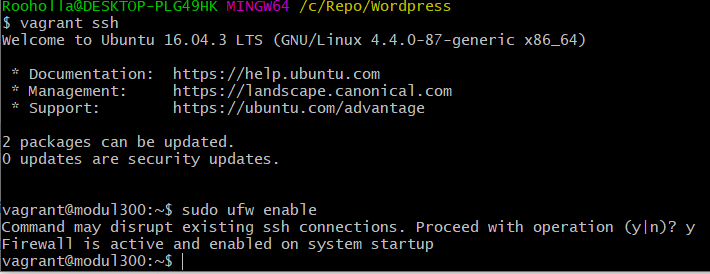 Rooholla@DESKTOP-PLG49HK MINGW64 /c/Repo/Wordpress
$ vagrant ssh
Welcome to Ubuntu 16.04.3 LTS (GNU/Linux 4.4.0-87-generic x86_64)
* Documentation:  https://help.ubuntu.com
* Management:     https://landscape.canonical.com
* Support:        https://ubuntu.com/advantage
2 packages can be updated.
0 updates are security updates.
vagrant@modul300:~$ sudo ufw enable
Command may disrupt existing ssh connections. Proceed with operation (y|n)? y
Firewall is active and enabled on system startup
vagrant@modul300:~$